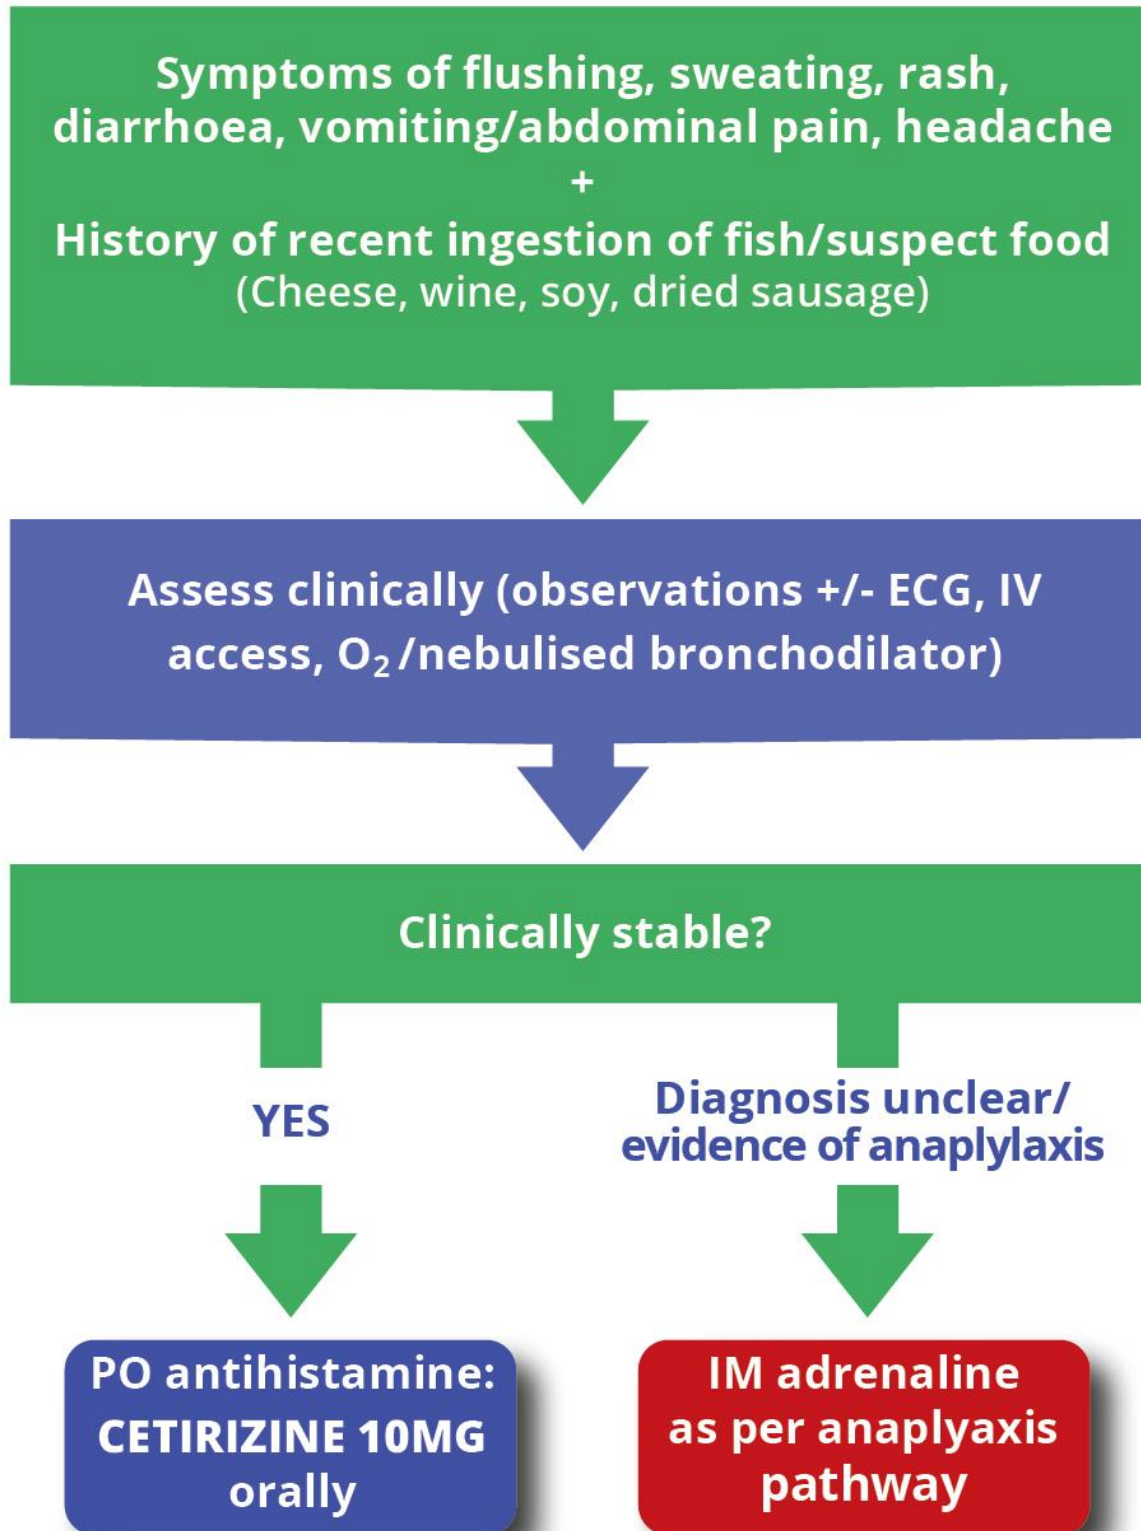 Symptoms of flushing, sweating, rash,
diarrhoea, vomiting/abdominal pain, headache
+
History of recent ingestion of fish/suspect food
(Cheese, wine, soy, dried sausage)
Assess clinically (observations +/- ECG, IV
access, O₂ /nebulised bronchodilator)
Clinically stable?
YES
Diagnosis unclear/
evidence of anaplylaxis
PO antihistamine:
CETIRIZINE 10MG
orally
IM adrenaline
as per anaplyaxis
pathway